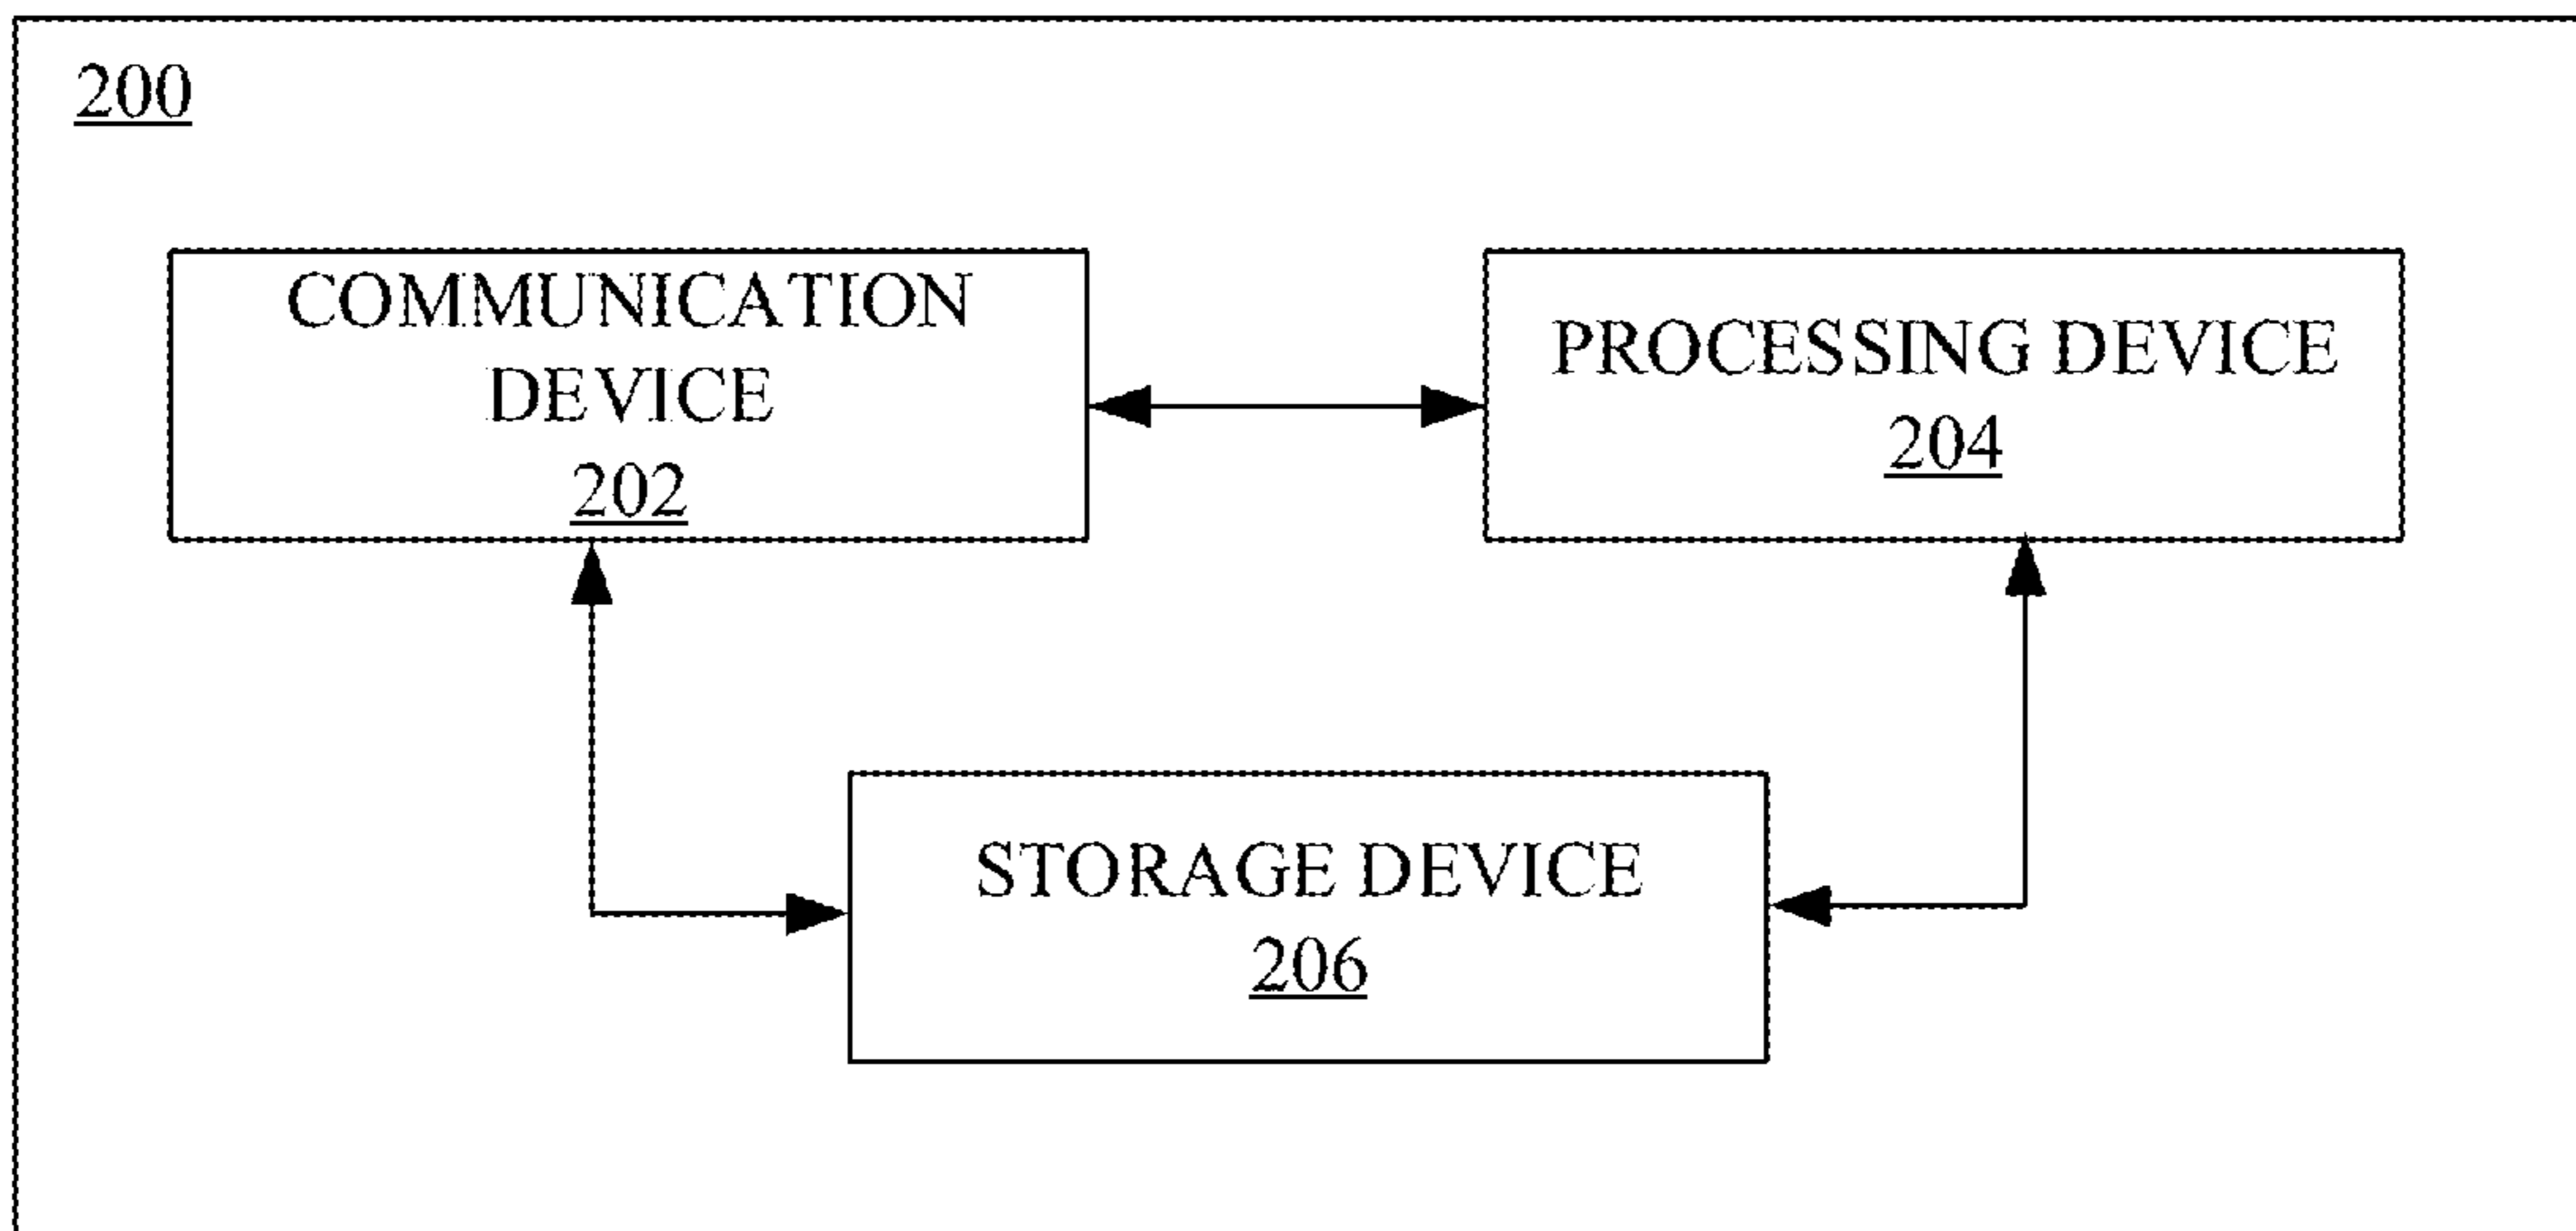 200
COMMUNICATION
DEVICE
202
PROCESSING DEVICE
204
STORAGE DEVICE
206